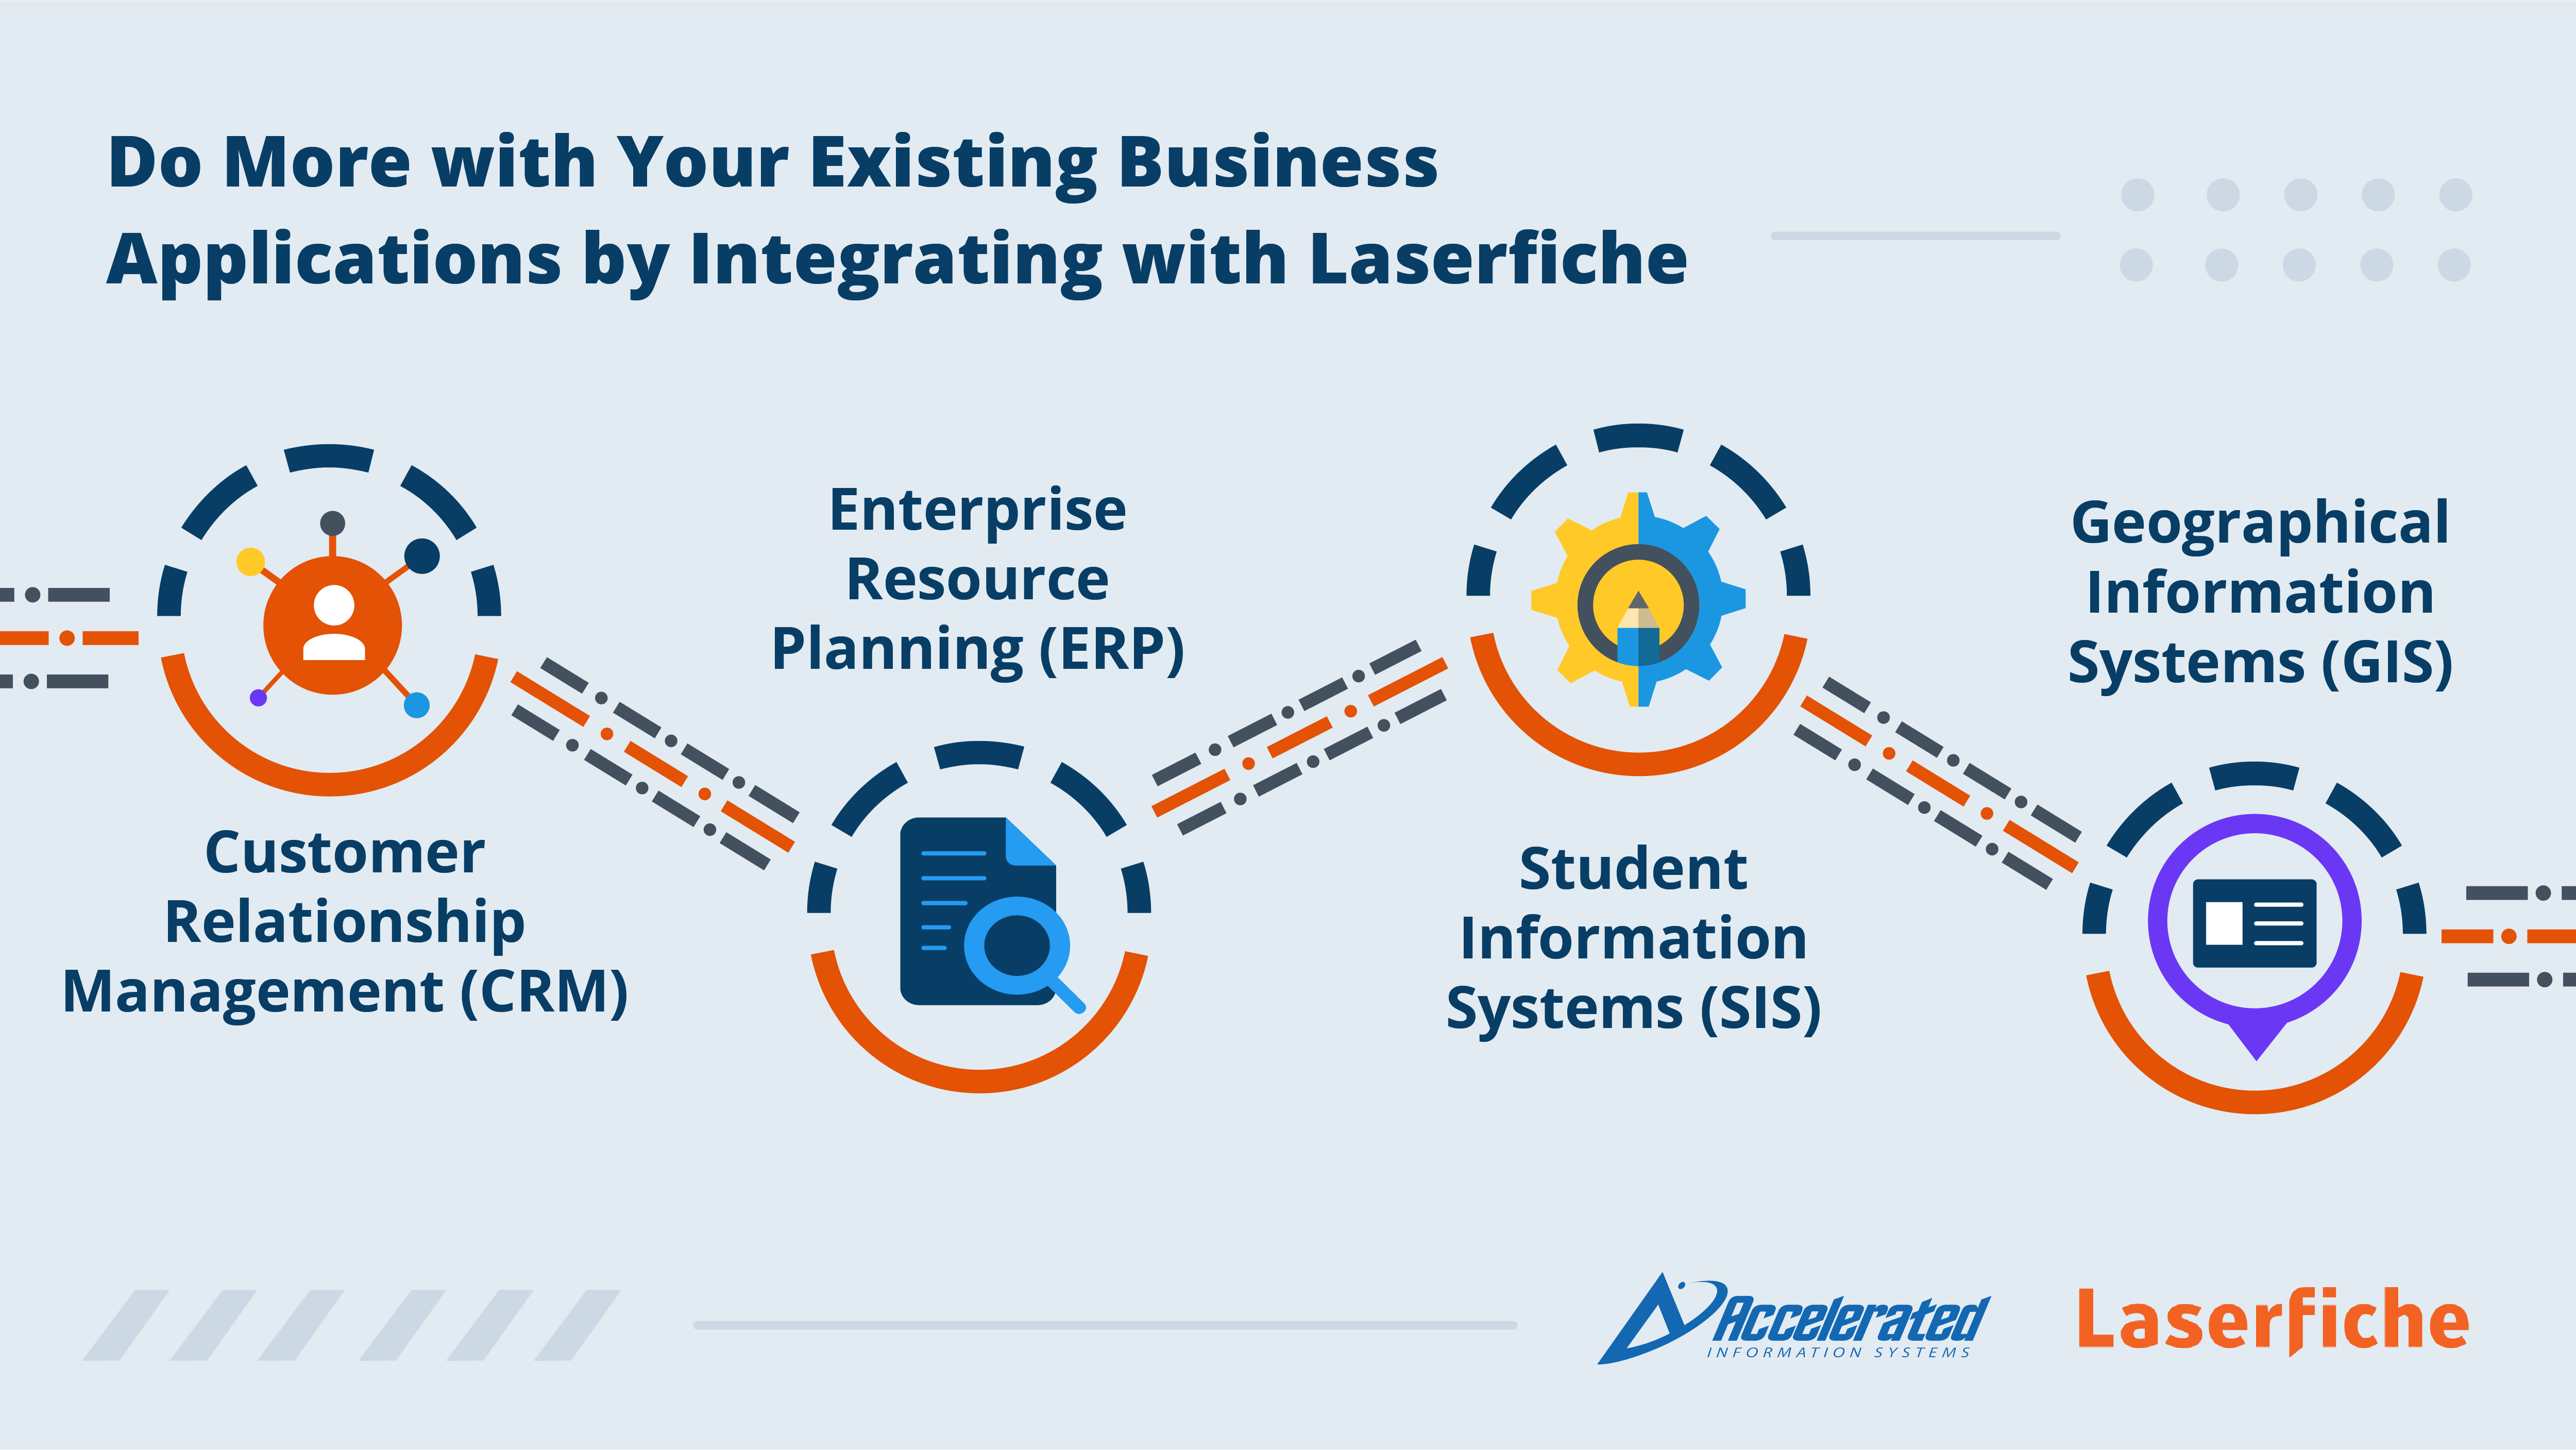 Do More with Your Existing Business
Applications by Integrating with Laserfiche
Customer
Relationship
Management (CRM)
Enterprise
Resource
Planning (ERP)
Student
Information
Systems (SIS)
Geographical
Information
Systems (GIS)
Accelerated
INFORMATION SYSTEMS
Laserfiche